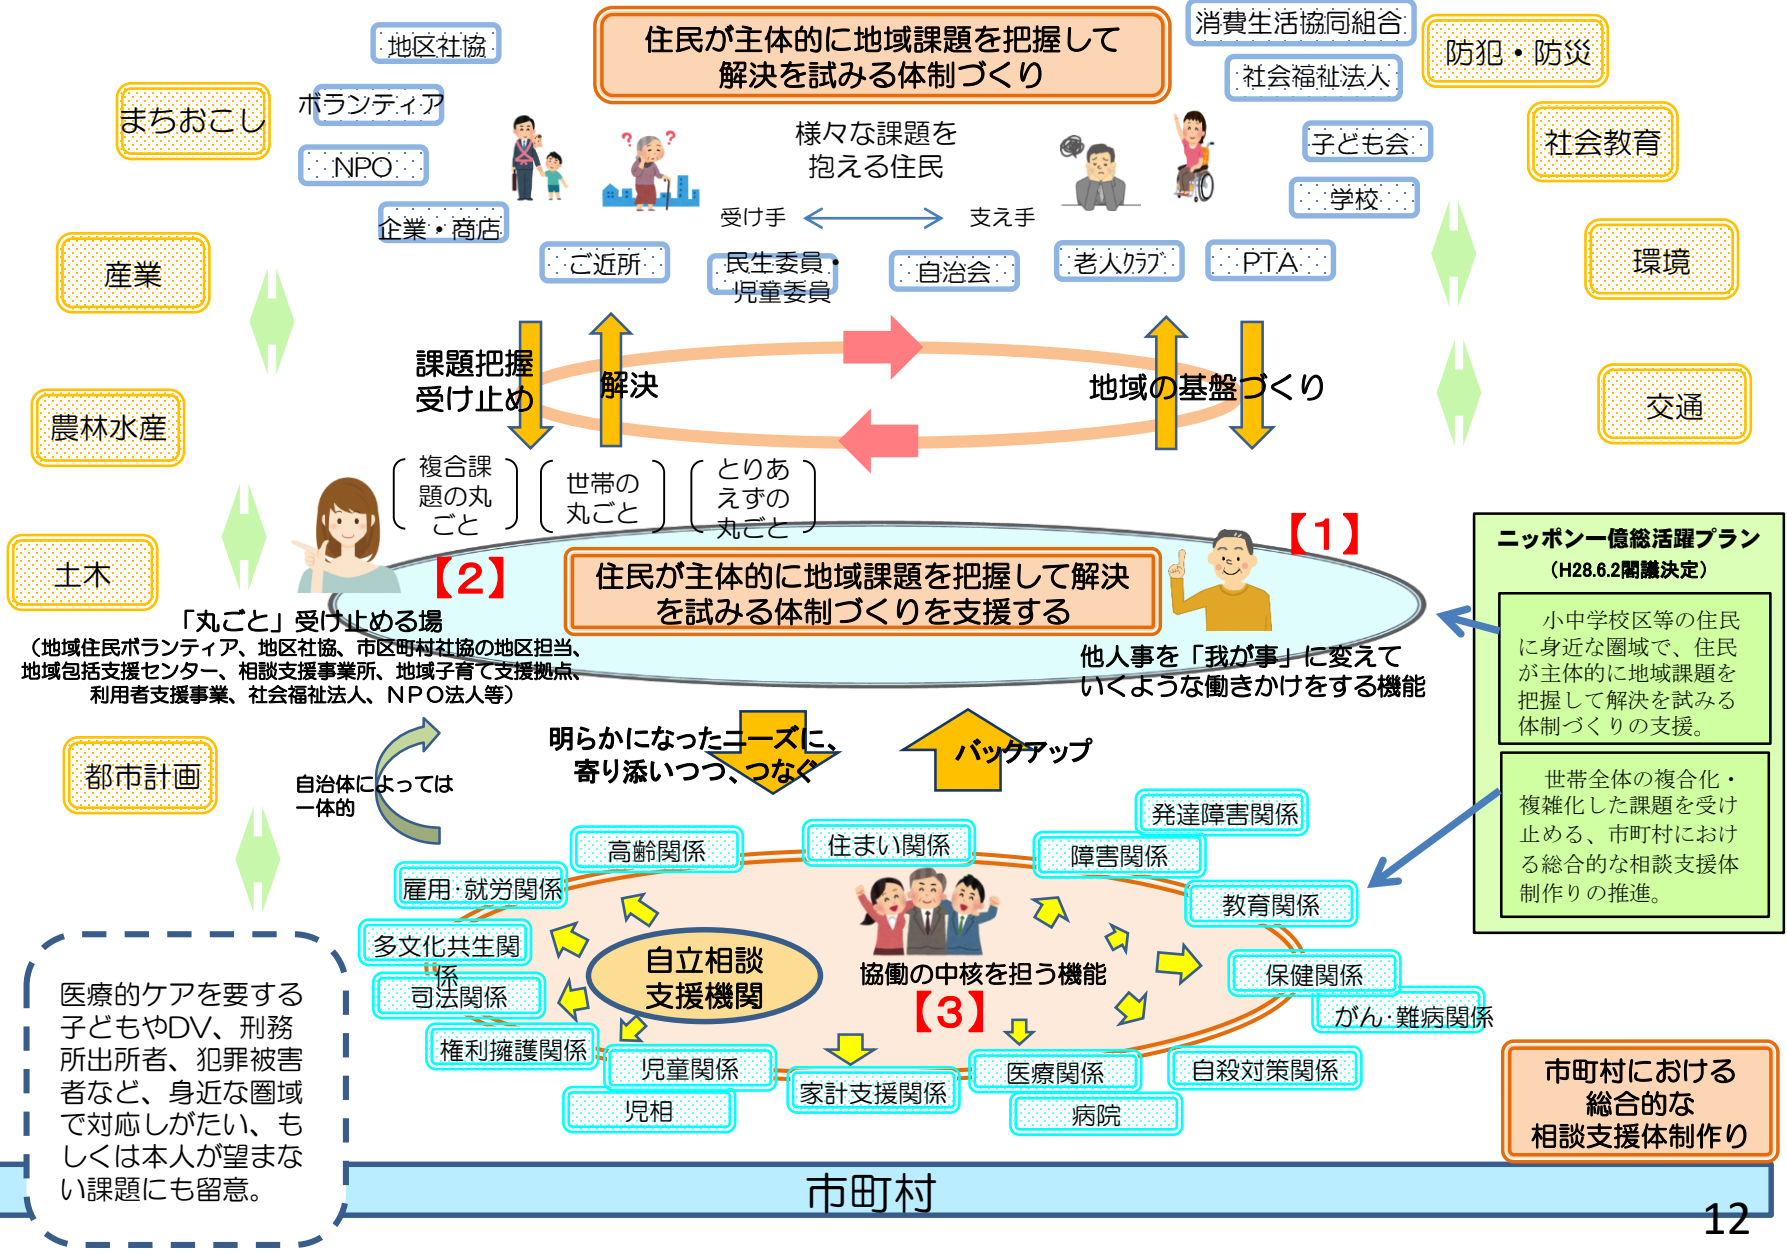 住民が主体的に地域課題を把握して
解決を試みる体制づくり
消費生活協同組合
防犯・防災
地区社協
社会福祉法人
まちおこし
ボランティア
社会教育
NPO
様々な課題を
抱える住民
子ども会
学校
? ?
企業・商店
受け手
支え手
産業
ご近所
民生委員・
児童委員
自治会
老人クラブ
PTA
環境
課題把握
受け止め
解決
地域の基盤づくり
農林水産
交通
複合課
題の丸
ごと
世帯の
丸ごと
とりあ
えずの
丸ごと
土木
【2】
住民が主体的に地域課題を把握して解決
を試みる体制づくりを支援する
【1】
「丸ごと」受け止める場
（地域住民ボランティア、地区社協、市区町村社協の地区担当、
地域包括支援センター、相談支援事業所、地域子育て支援拠点、
利用者支援事業、社会福祉法人、NPO法人等）
他人事を「我が事」に変えて
いくような働きかけをする機能
ニッポン一億総活躍プラン
（H28.6.2閣議決定）
小中学校区等の住民
に身近な圏域で、住民
が主体的に地域課題を
把握して解決を試みる
体制づくりの支援。
世帯全体の複合化・
複雑化した課題を受け
止める、市町村におけ
る総合的な相談支援体
制作りの推進。
都市計画
自治体によっては
一体的
明らかになったニーズに、
寄り添いつつ、つなぐ
バックアップ
発達障害関係
高齢関係
住まい関係
障害関係
雇用・就労関係
教育関係
多文化共生関
係
自立相談
支援機関
協働の中核を担う機能
【3】
保健関係
司法関係
がん・難病関係
権利擁護関係
児童関係
家計支援関係
医療関係
自殺対策関係
児相
病院
医療的ケアを要する
子どもやDV、刑務
所出所者、犯罪被害
者など、身近な圏域
で対応しがたい、も
しくは本人が望まな
い課題にも留意。
市町村における
総合的な
相談支援体制作り
市町村
12